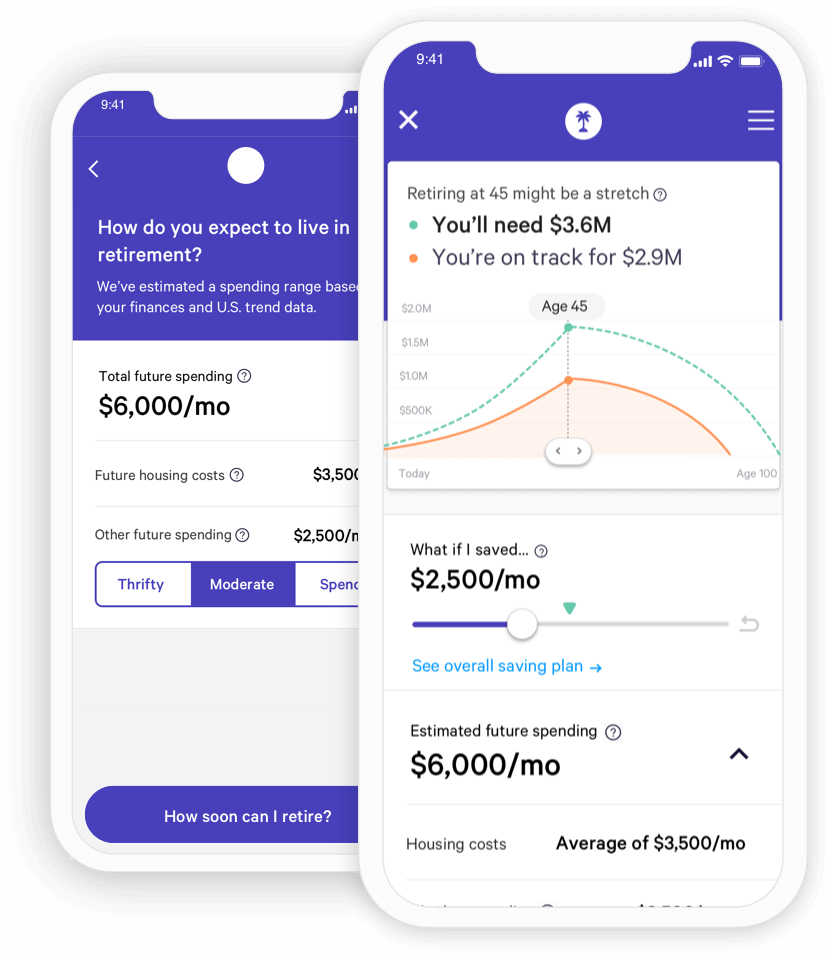 9:41
How do you expect to live in
retirement?
We've estimated a spending range
your finances and U.S. trend data.
Total future spending
$6,000/mo
Future housing costs
Other future spending
$2,500/
Thrifty Moderate
How soon can I retire?
9:41
Retiring at 45 might be a stretch
You'll need $3.6M
You're on track for $2.9M
$2.0M
Age 45
$1.5M
$1.0M
$500K
Today Age 100
What if I saved...
$2,500/mo
See overall saving plan →
Estimated future spending
$6,000/mo
Housing costs Average of $3,500/mo